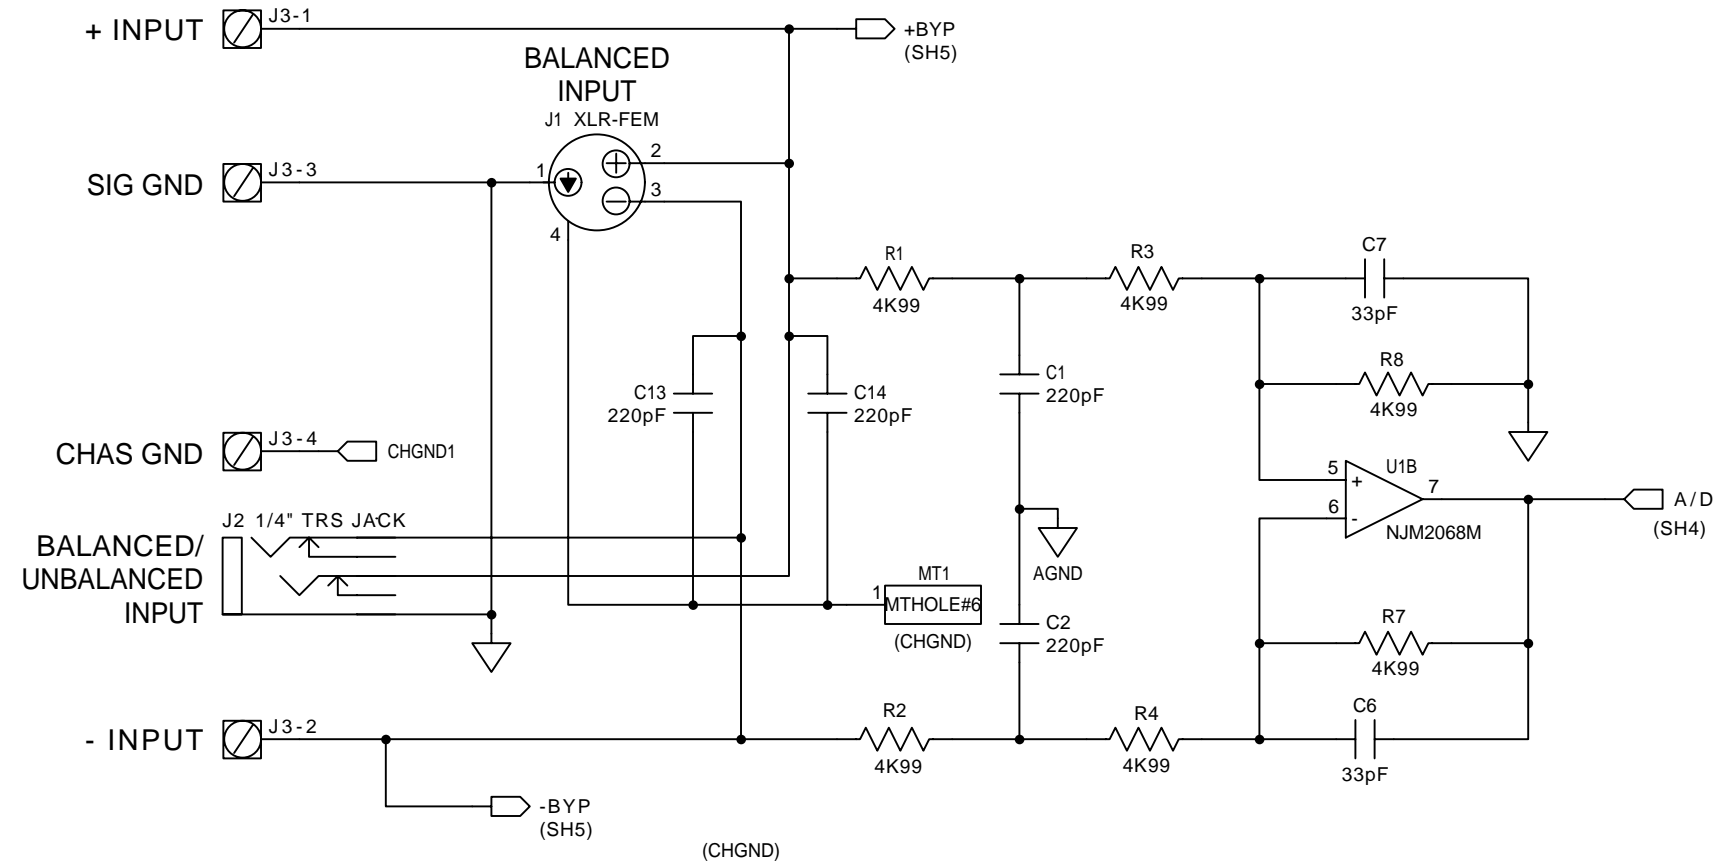 + INPUT
J3-1
+BYP
(SH5)
BALANCED
INPUT
J1 XLR-FEM
2
1
3
4
SIG GND
J3-3
R1
4K99
R3
4K99
C7
33pF
R8
4K99
C13
220pF
C14
220pF
C1
220pF
CHAS GND
J3-4
CHGND1
5
+
6
-
U1B
7
NJM2068M
A/D
(SH4)
J2 1/4" TRS JACK
BALANCED/
UNBALANCED
INPUT
AGND
MT1
1
MTHOLE#6
(CHGND)
C2
220pF
R7
4K99
- INPUT
J3-2
R2
4K99
R4
4K99
C6
33pF
-BYP
(SH5)
(CHGND)